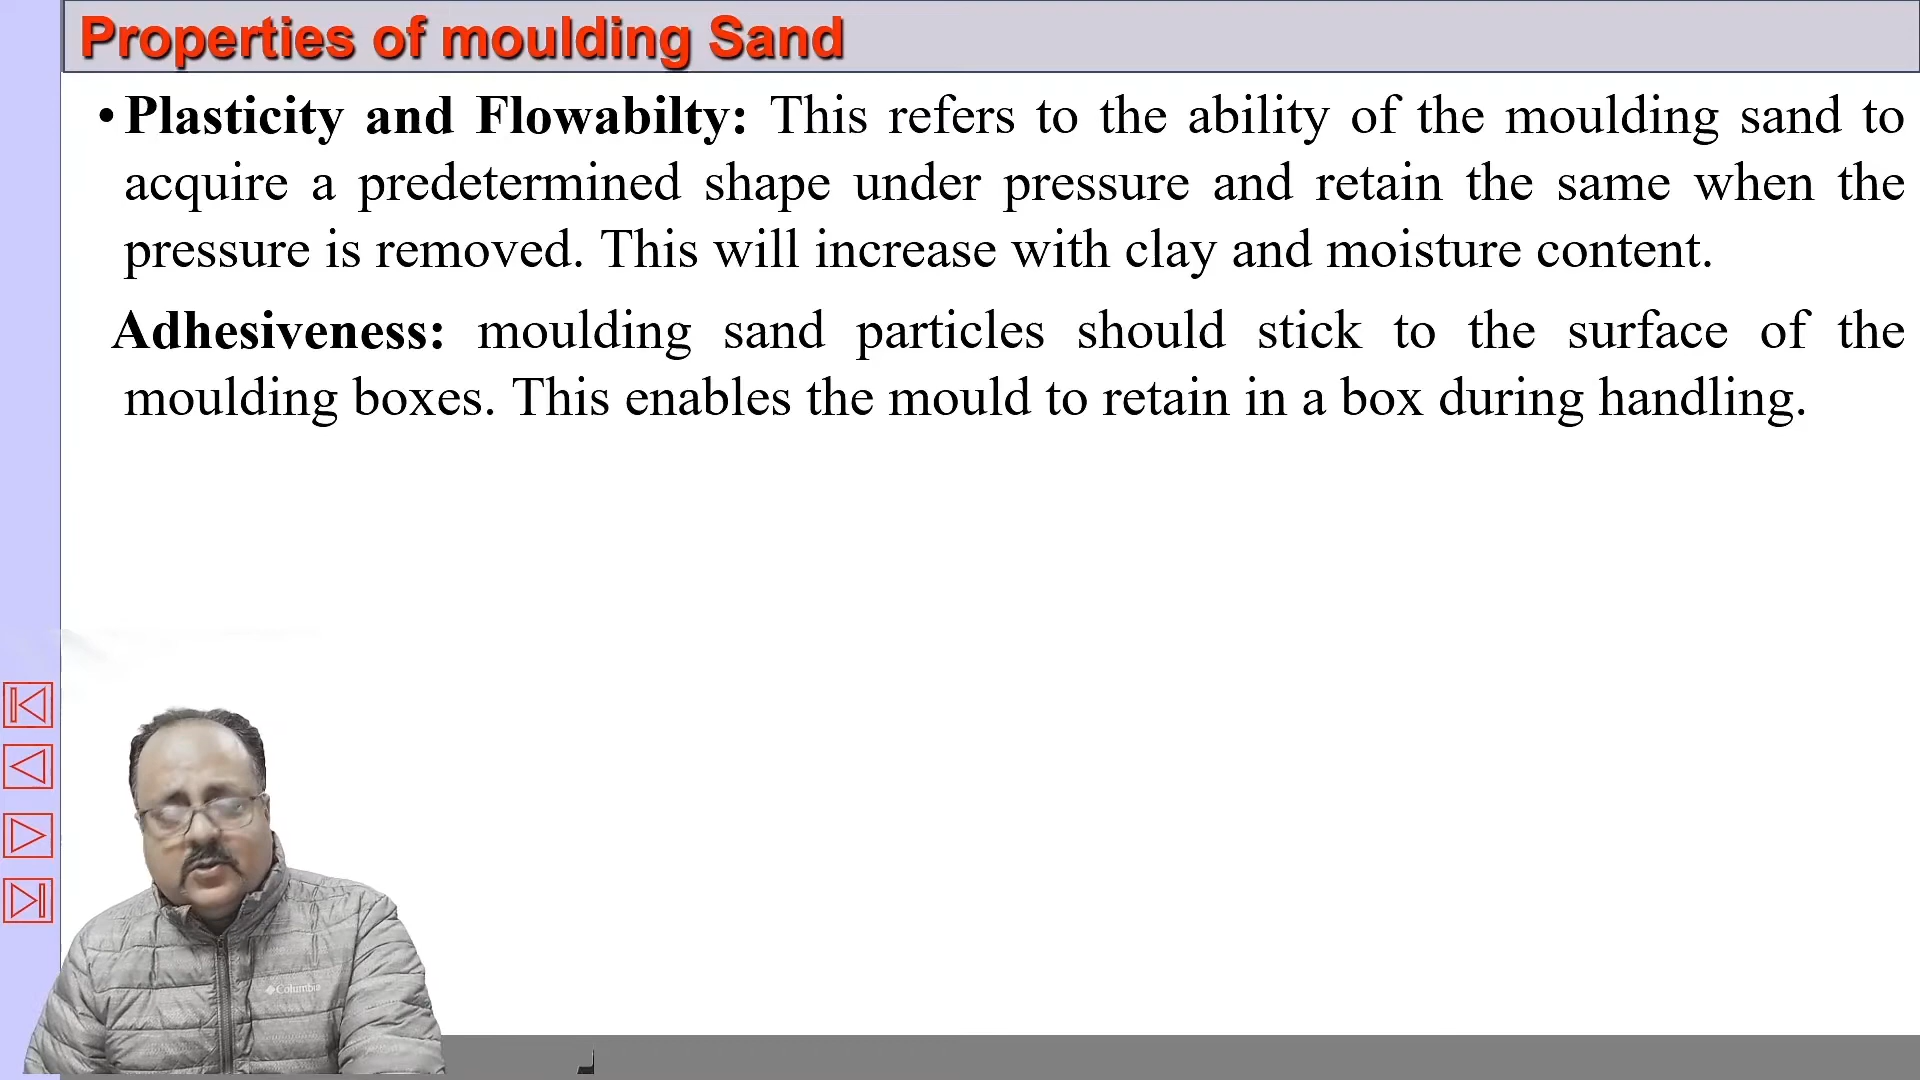 Properties of moulding Sand
• Plasticity and Flowabilty: This refers to the ability of the moulding sand to
acquire a predetermined shape under pressure and retain the same when the
pressure is removed. This will increase with clay and moisture content.
Adhesiveness: moulding sand particles should stick to the surface of the
moulding boxes. This enables the mould to retain in a box during handling.
Columbia